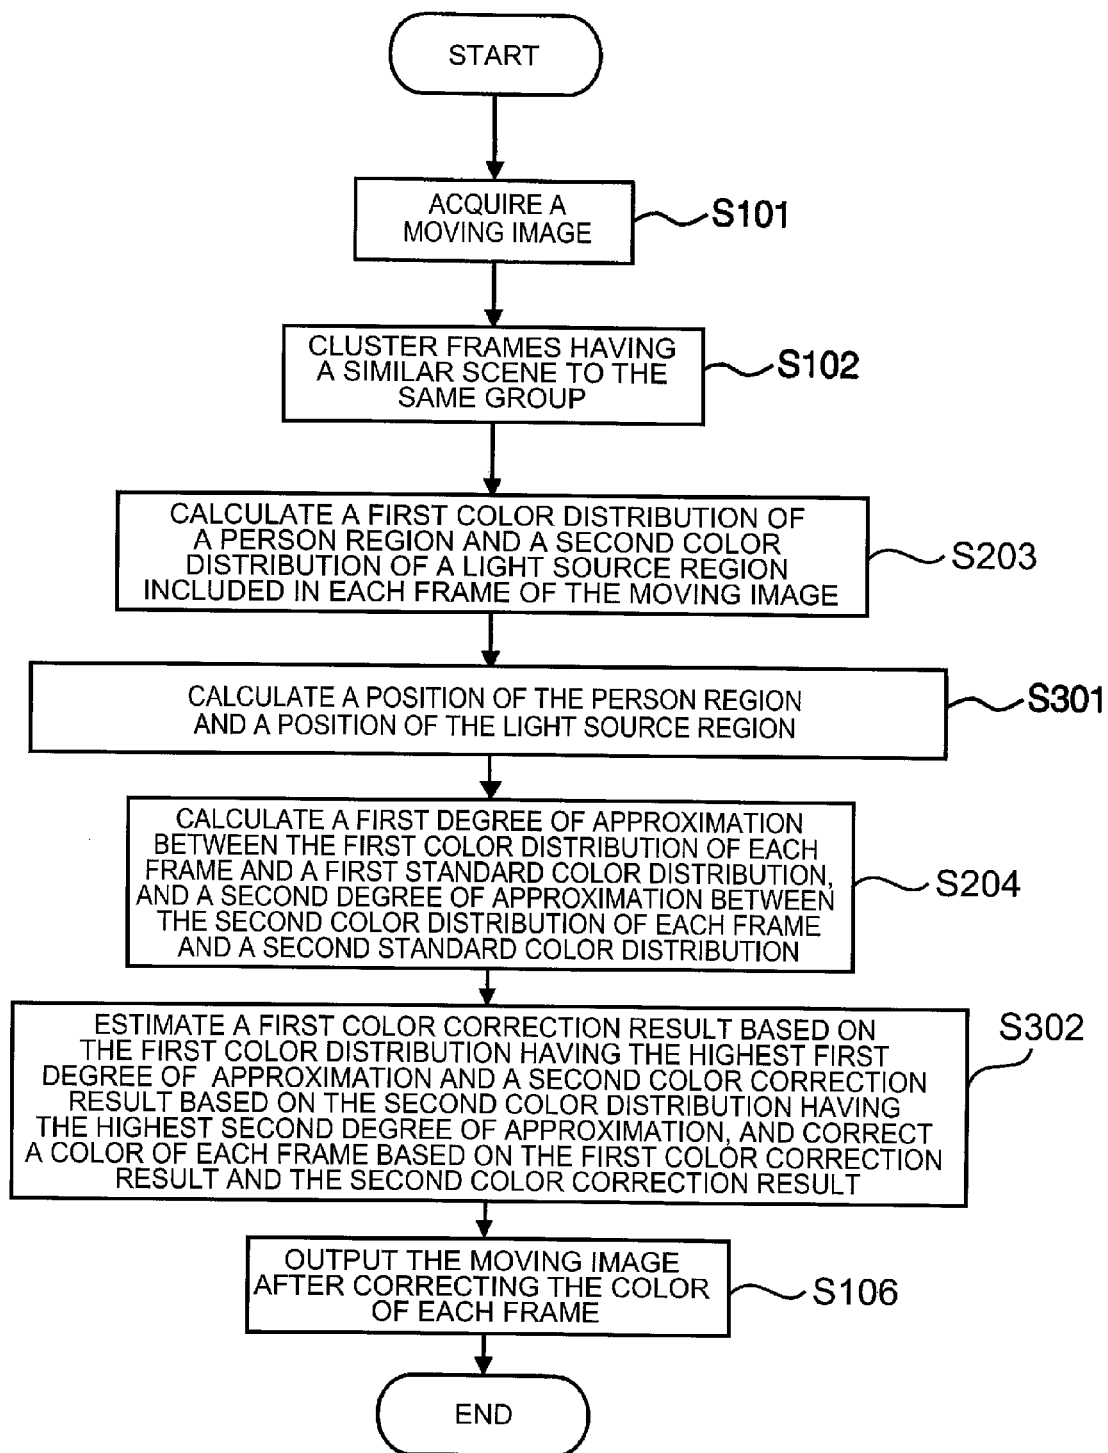 START
ACQUIRE A
MOVING IMAGE
S101
CLUSTER FRAMES HAVING
A SIMILAR SCENE TO THE
SAME GROUP
S102
CALCULATE A FIRST COLOR DISTRIBUTION OF
A PERSON REGION AND A SECOND COLOR
DISTRIBUTION OF A LIGHT SOURCE REGION
INCLUDED IN EACH FRAME OF THE MOVING IMAGE
S203
CALCULATE A POSITION OF THE PERSON REGION
AND A POSITION OF THE LIGHT SOURCE REGION
S301
CALCULATE A FIRST DEGREE OF APPROXIMATION
BETWEEN THE FIRST COLOR DISTRIBUTION OF EACH
FRAME AND A FIRST STANDARD COLOR DISTRIBUTION,
AND A SECOND DEGREE OF APPROXIMATION BETWEEN
THE SECOND COLOR DISTRIBUTION OF EACH FRAME
AND A SECOND STANDARD COLOR DISTRIBUTION
S204
ESTIMATE A FIRST COLOR CORRECTION RESULT BASED ON
THE FIRST COLOR DISTRIBUTION HAVING THE HIGHEST FIRST
DEGREE OF APPROXIMATION AND A SECOND COLOR CORRECTION
RESULT BASED ON THE SECOND COLOR DISTRIBUTION HAVING
THE HIGHEST SECOND DEGREE OF APPROXIMATION, AND CORRECT
A COLOR OF EACH FRAME BASED ON THE FIRST COLOR CORRECTION
RESULT AND THE SECOND COLOR CORRECTION RESULT
S302
OUTPUT THE MOVING IMAGE
AFTER CORRECTING THE COLOR
OF EACH FRAME
S106
END